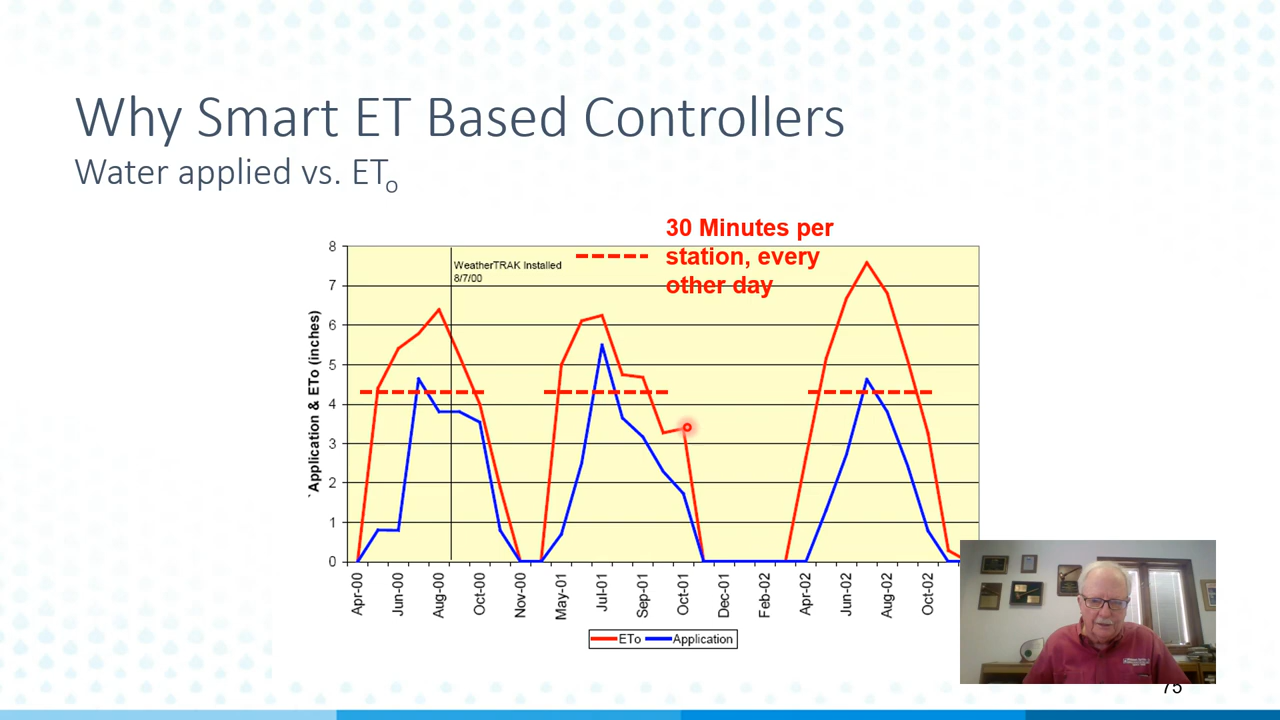 Why Smart ET Based Controllers
Water applied vs. ETo
30 Minutes per
station, every
other day
WeatherTRAK Installed
8/7/00
`Application & ETo (inches)
8
7
6
5
4
3
2
1
0
Apr-00
Jun-00
Aug-00
Oct-00
Nov-00
May-01
Jul-01
Sep-01
Oct-01
Dec-01
Feb-02
Apr-02
Jun-02
Aug-02
Oct-02
ETo
Application
75